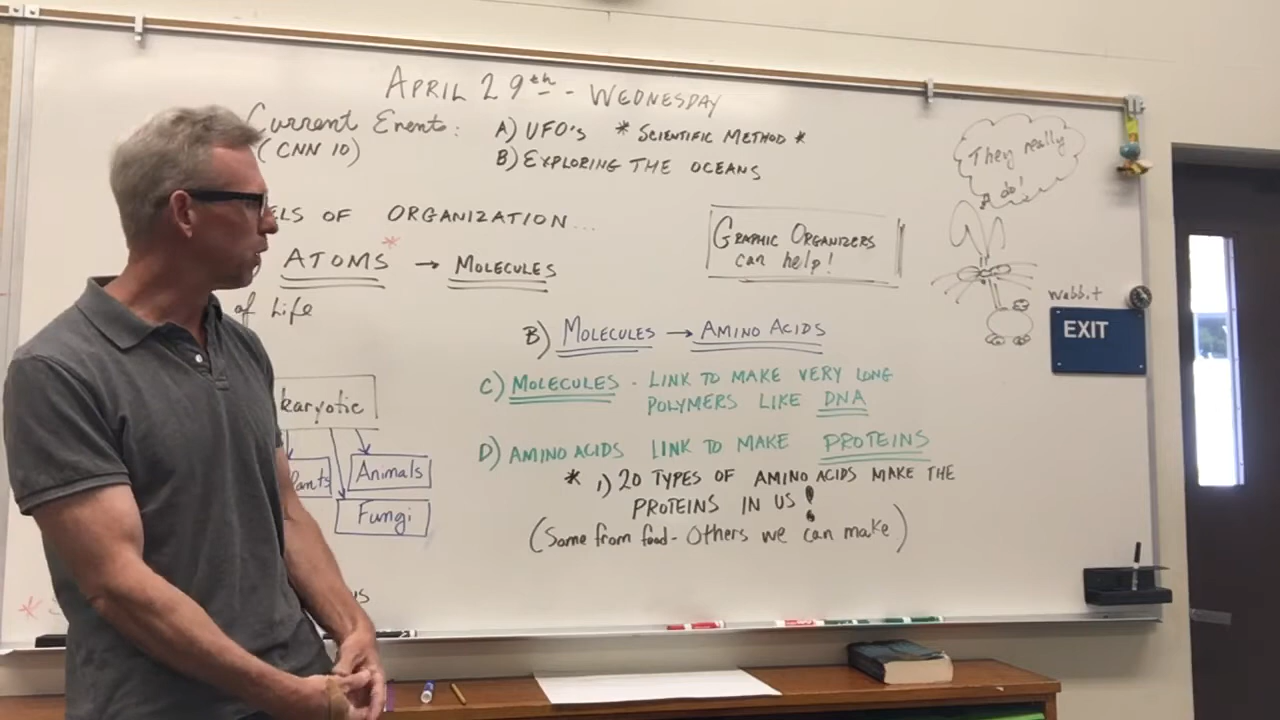 APRIL 29th - WEDNESDAY
Current Events: A) UFO's * SCIENTIFIC METHOD *
(CNN 10) B) EXPLORING THE OCEANS
They really
do!
ELS OF ORGANIZATION...
GRAPHIC ORGANIZERS
can help!
ATOMS* → MOLECULES
of Life
Wabbit
EXIT
B) MOLECULES → AMINO ACIDS
C) MOLECULES - LINK TO MAKE VERY LONG
POLYMERS LIKE DNA
karyotic
D) AMINO ACIDS LINK TO MAKE PROTEINS
lants
Animals
* 1) 20 TYPES OF AMINO ACIDS MAKE THE
PROTEINS IN US!
Fungi
(Some from food - Others we can make)